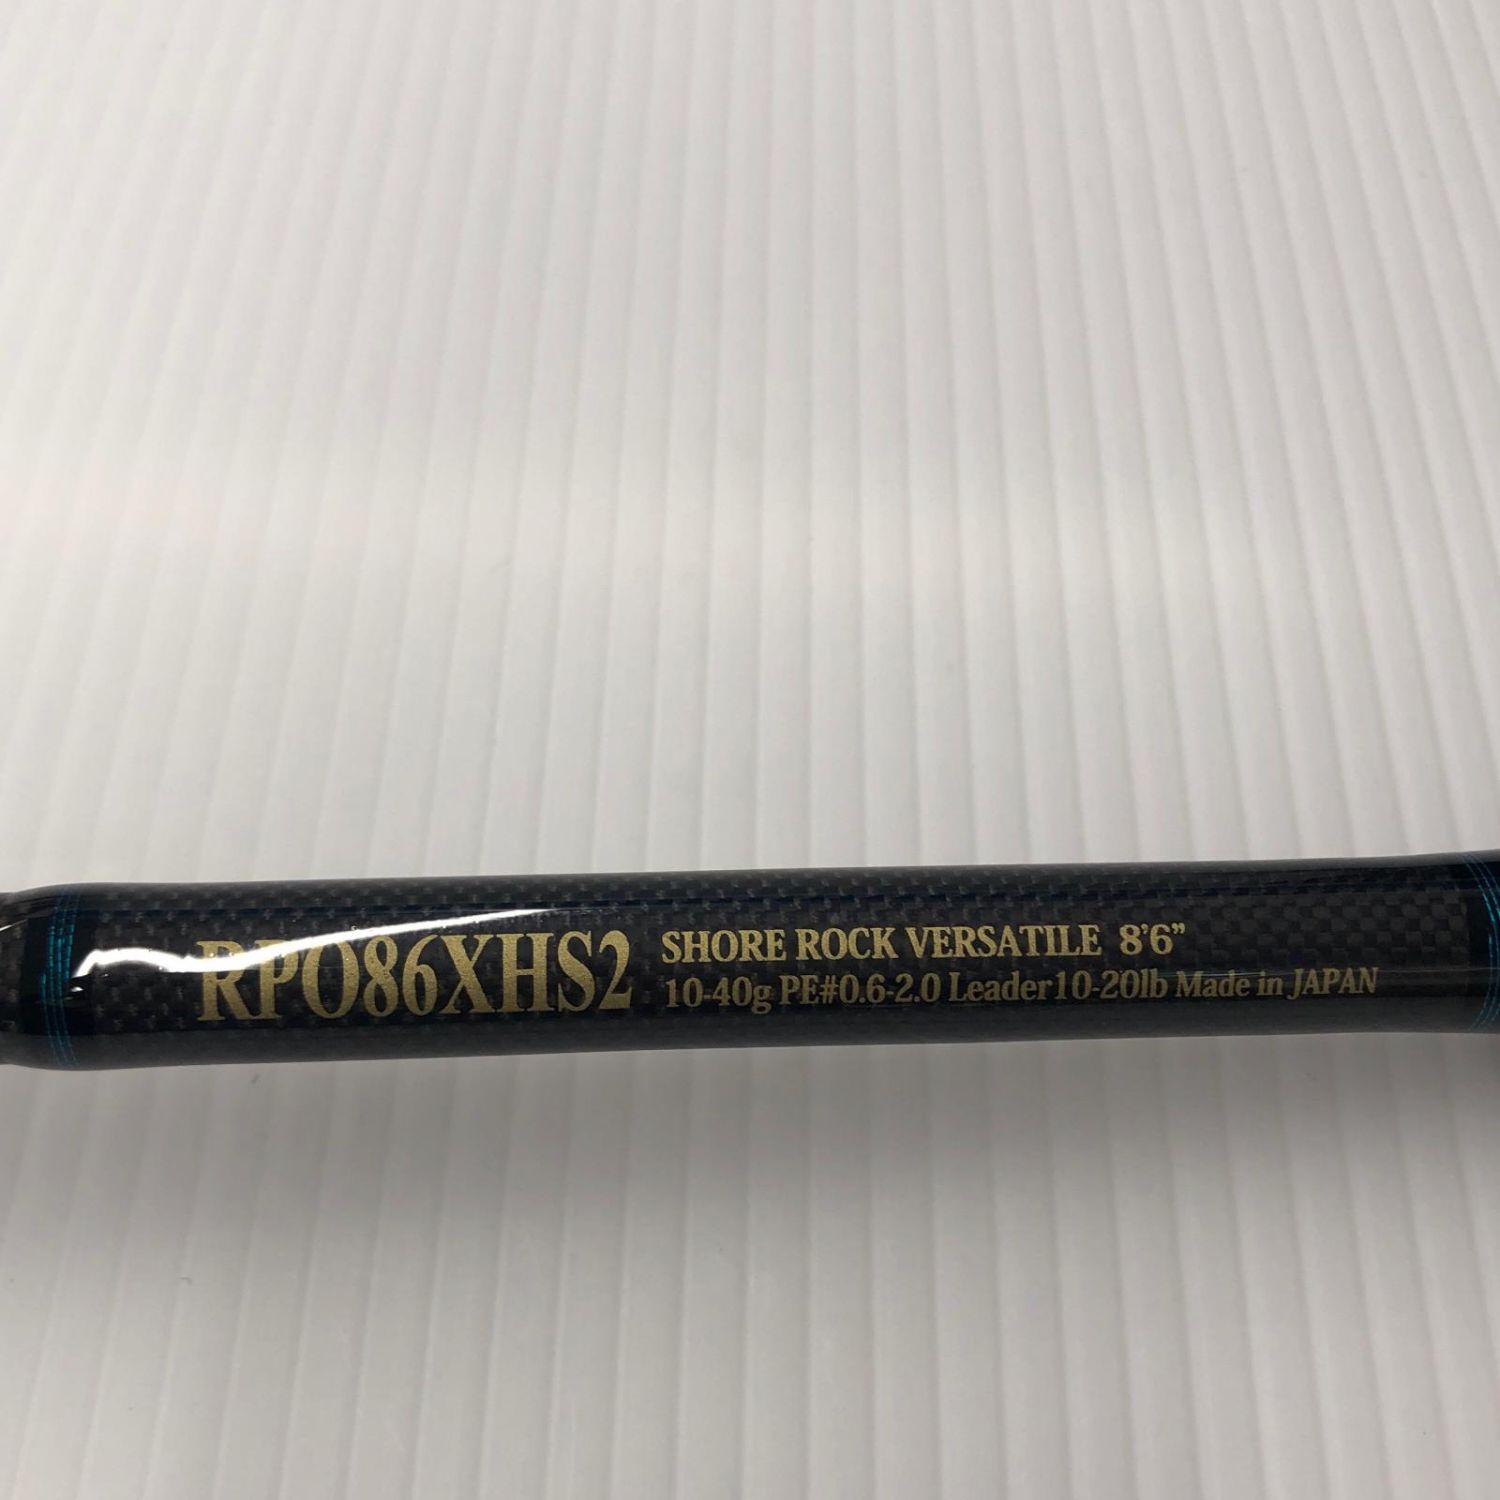 RPO86XHS2
SHORE ROCK VERSATILE 8'6"
10-40g PE#0.6-2.0 Leader10-20lb Made in JAPAN